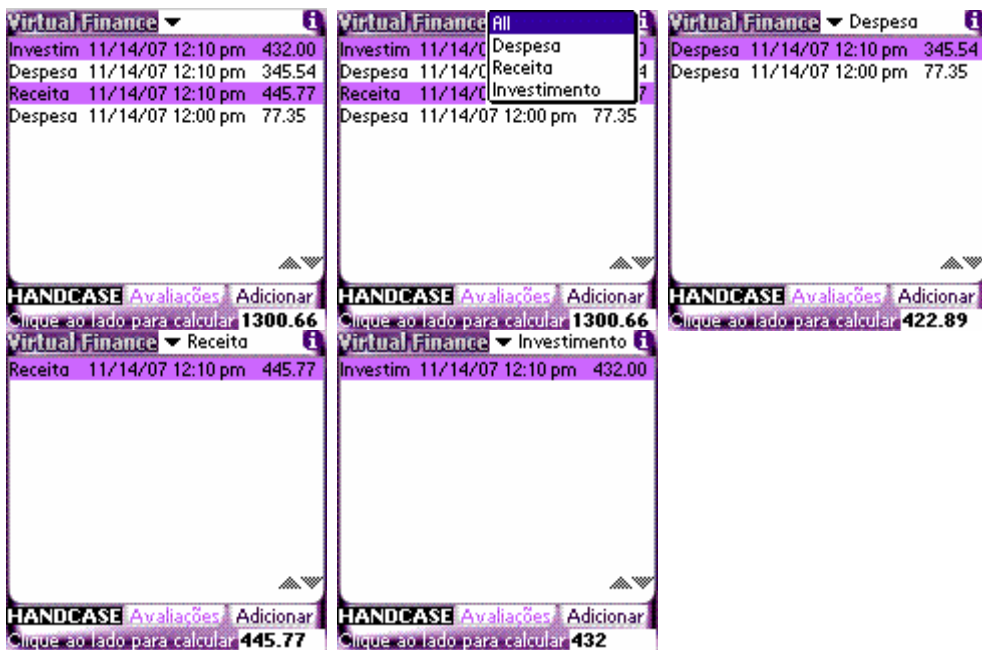 Virtual Finance
Investim 11/14/07 12:10 pm 432.00
Despesa 11/14/07 12:10 pm 345.54
Receita 11/14/07 12:10 pm 445.77
Despesa 11/14/07 12:00 pm 77.35
HANDCASE Avaliações Adicionar
Clique ao lado para calcular 1300.66
Virtual Finance
All
Despesa
Receita
Investimento
Investim 11/14/0
Despesa 11/14/0
Receita 11/14/0
Despesa 11/14/07 12:00 pm 77.35
HANDCASE Avaliações Adicionar
Clique ao lado para calcular 1300.66
Virtual Finance Despesa
Despesa 11/14/07 12:10 pm 345.54
Despesa 11/14/07 12:00 pm 77.35
HANDCASE Avaliações Adicionar
Clique ao lado para calcular 422.89
Virtual Finance Receita
Receita 11/14/07 12:10 pm 445.77
HANDCASE Avaliações Adicionar
Clique ao lado para calcular 445.77
Virtual Finance Investimento
Investim 11/14/07 12:10 pm 432.00
HANDCASE Avaliações Adicionar
Clique ao lado para calcular 432